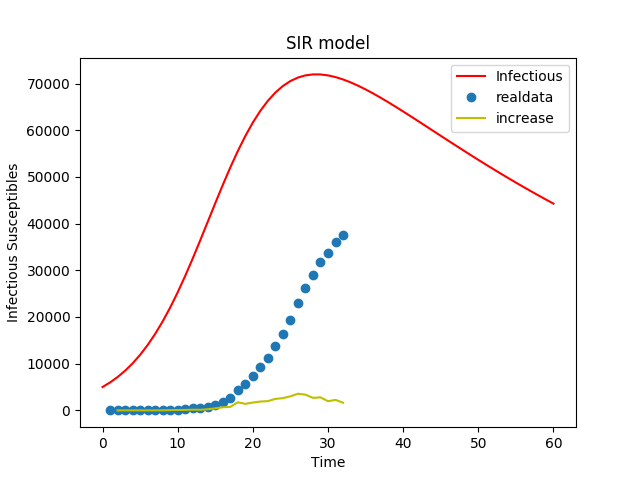 SIR model
Infectious
realdata
increase
Infectious Susceptibles
70000
60000
50000
40000
30000
20000
10000
0
0 10 20 30 40 50 60
Time